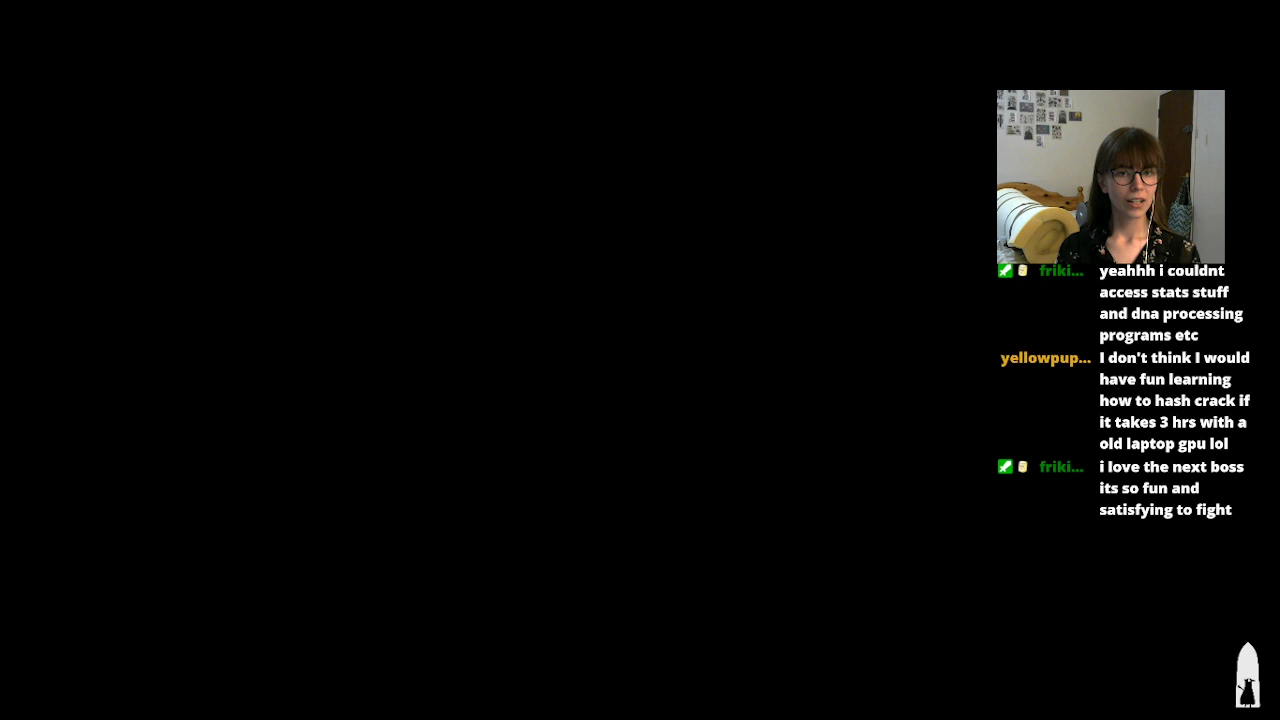 friki... yeahhh i couldnt
access stats stuff
and dna processing
programs etc
yellowpup... I don't think I would
have fun learning
how to hash crack if
it takes 3 hrs with a
old laptop gpu lol
friki... i love the next boss
its so fun and
satisfying to fight